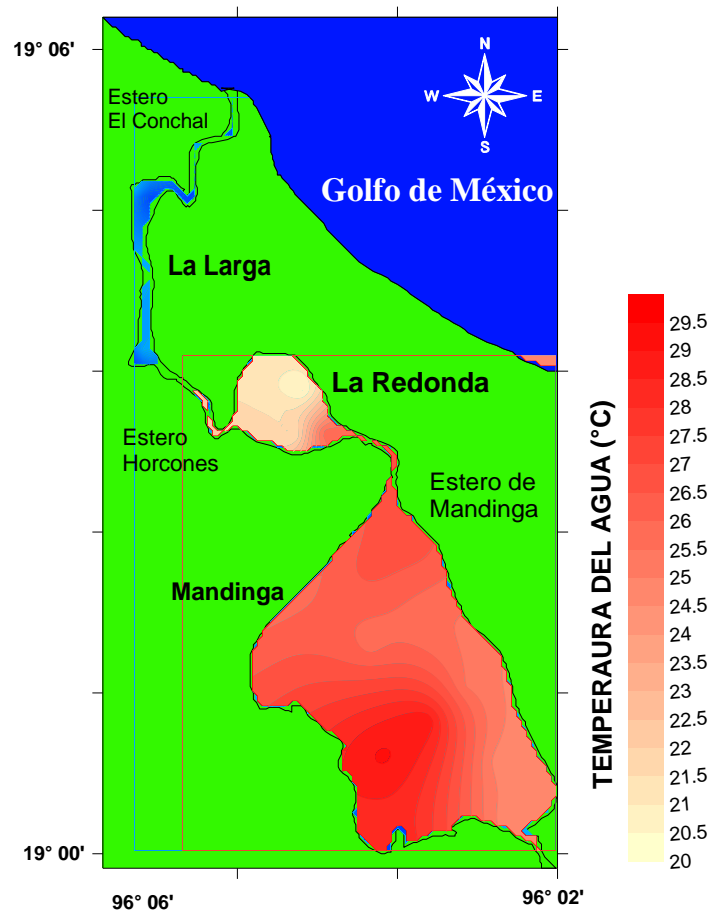 19° 06'
Estero
El Conchal
N
W
E
S
Golfo de México
La Larga
La Redonda
Estero
Horcones
Estero de
Mandinga
Mandinga
TEMPERAURA DEL AGUA (°C)
29.5
29
28.5
28
27.5
27
26.5
26
25.5
25
24.5
24
23.5
23
22.5
22
21.5
21
20.5
20
19° 00'
96° 06'
96° 02'